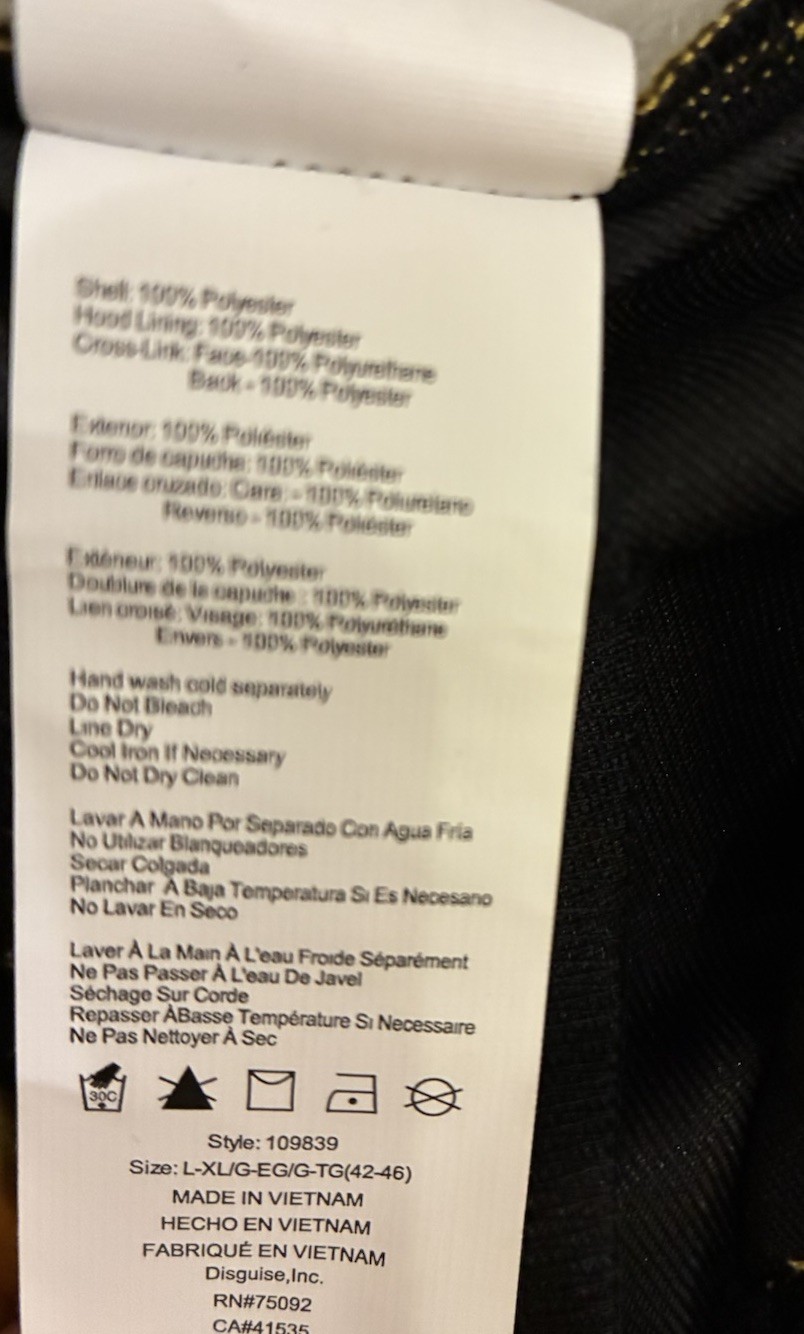 Shell: 100% Polyester
Hood Lining: 100% Polyester
Cross-Link: Face-100% Polyurethane
Back - 100% Polyester
Exterior: 100% Poliéster
Forro de capuche: 100% Poliéster
Enlace cruzado: Cara: - 100% Poliuretano
Reverso - 100% Poliéster
Extérieur: 100% Polyester
Doublure de la capuche : 100% Polyester
Lien croisé: Visage: 100% Polyuréthane
Envers - 100% Polyester
Hand wash cold separately
Do Not Bleach
Line Dry
Cool Iron If Necessary
Do Not Dry Clean
Lavar A Mano Por Separado Con Agua Fria
No Utilizar Blanqueadores
Secar Colgada
Planchar A Baja Temperatura Si Es Necesario
No Lavar En Seco
Laver À La Main À L'eau Froide Séparément
Ne Pas Passer À L'eau De Javel
Séchage Sur Corde
Repasser ÀBasse Température Si Necessaire
Ne Pas Nettoyer À Sec
30C
Style: 109839
Size: L-XL/G-EG/G-TG(42-46)
MADE IN VIETNAM
HECHO EN VIETNAM
FABRIQUÉ EN VIETNAM
Disguise,Inc.
RN#75092
CA#41535